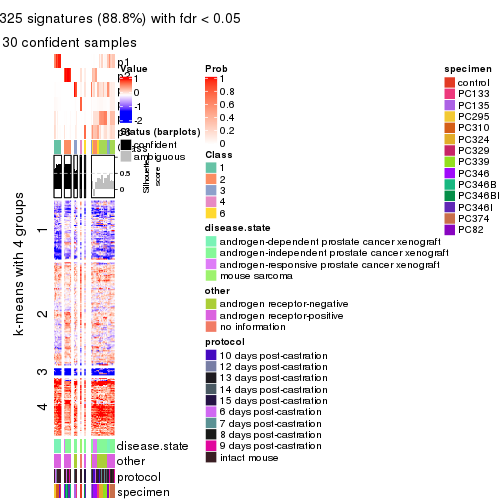 325 signatures (88.8%) with fdr < 0.05
30 confident samples
p1
Value
1
0
-1
-2
Status (barplots)
confident
ambiguous
1
0.5
0
Silhouette
score
k-means with 4 groups
1
2
3
4
disease.state
other
protocol
specimen
Prob
1
0.8
0.6
0.4
0.2
0
Class
1
2
3
4
6
disease.state
androgen-dependent prostate cancer xenograft
androgen-independent prostate cancer xenograft
androgen-responsive prostate cancer xenograft
mouse sarcoma
other
androgen receptor-negative
androgen receptor-positive
no information
protocol
10 days post-castration
12 days post-castration
13 days post-castration
14 days post-castration
15 days post-castration
6 days post-castration
7 days post-castration
8 days post-castration
9 days post-castration
intact mouse
specimen
control
PC133
PC135
PC295
PC310
PC324
PC329
PC339
PC346
PC346B
PC346BI
PC346I
PC374
PC82